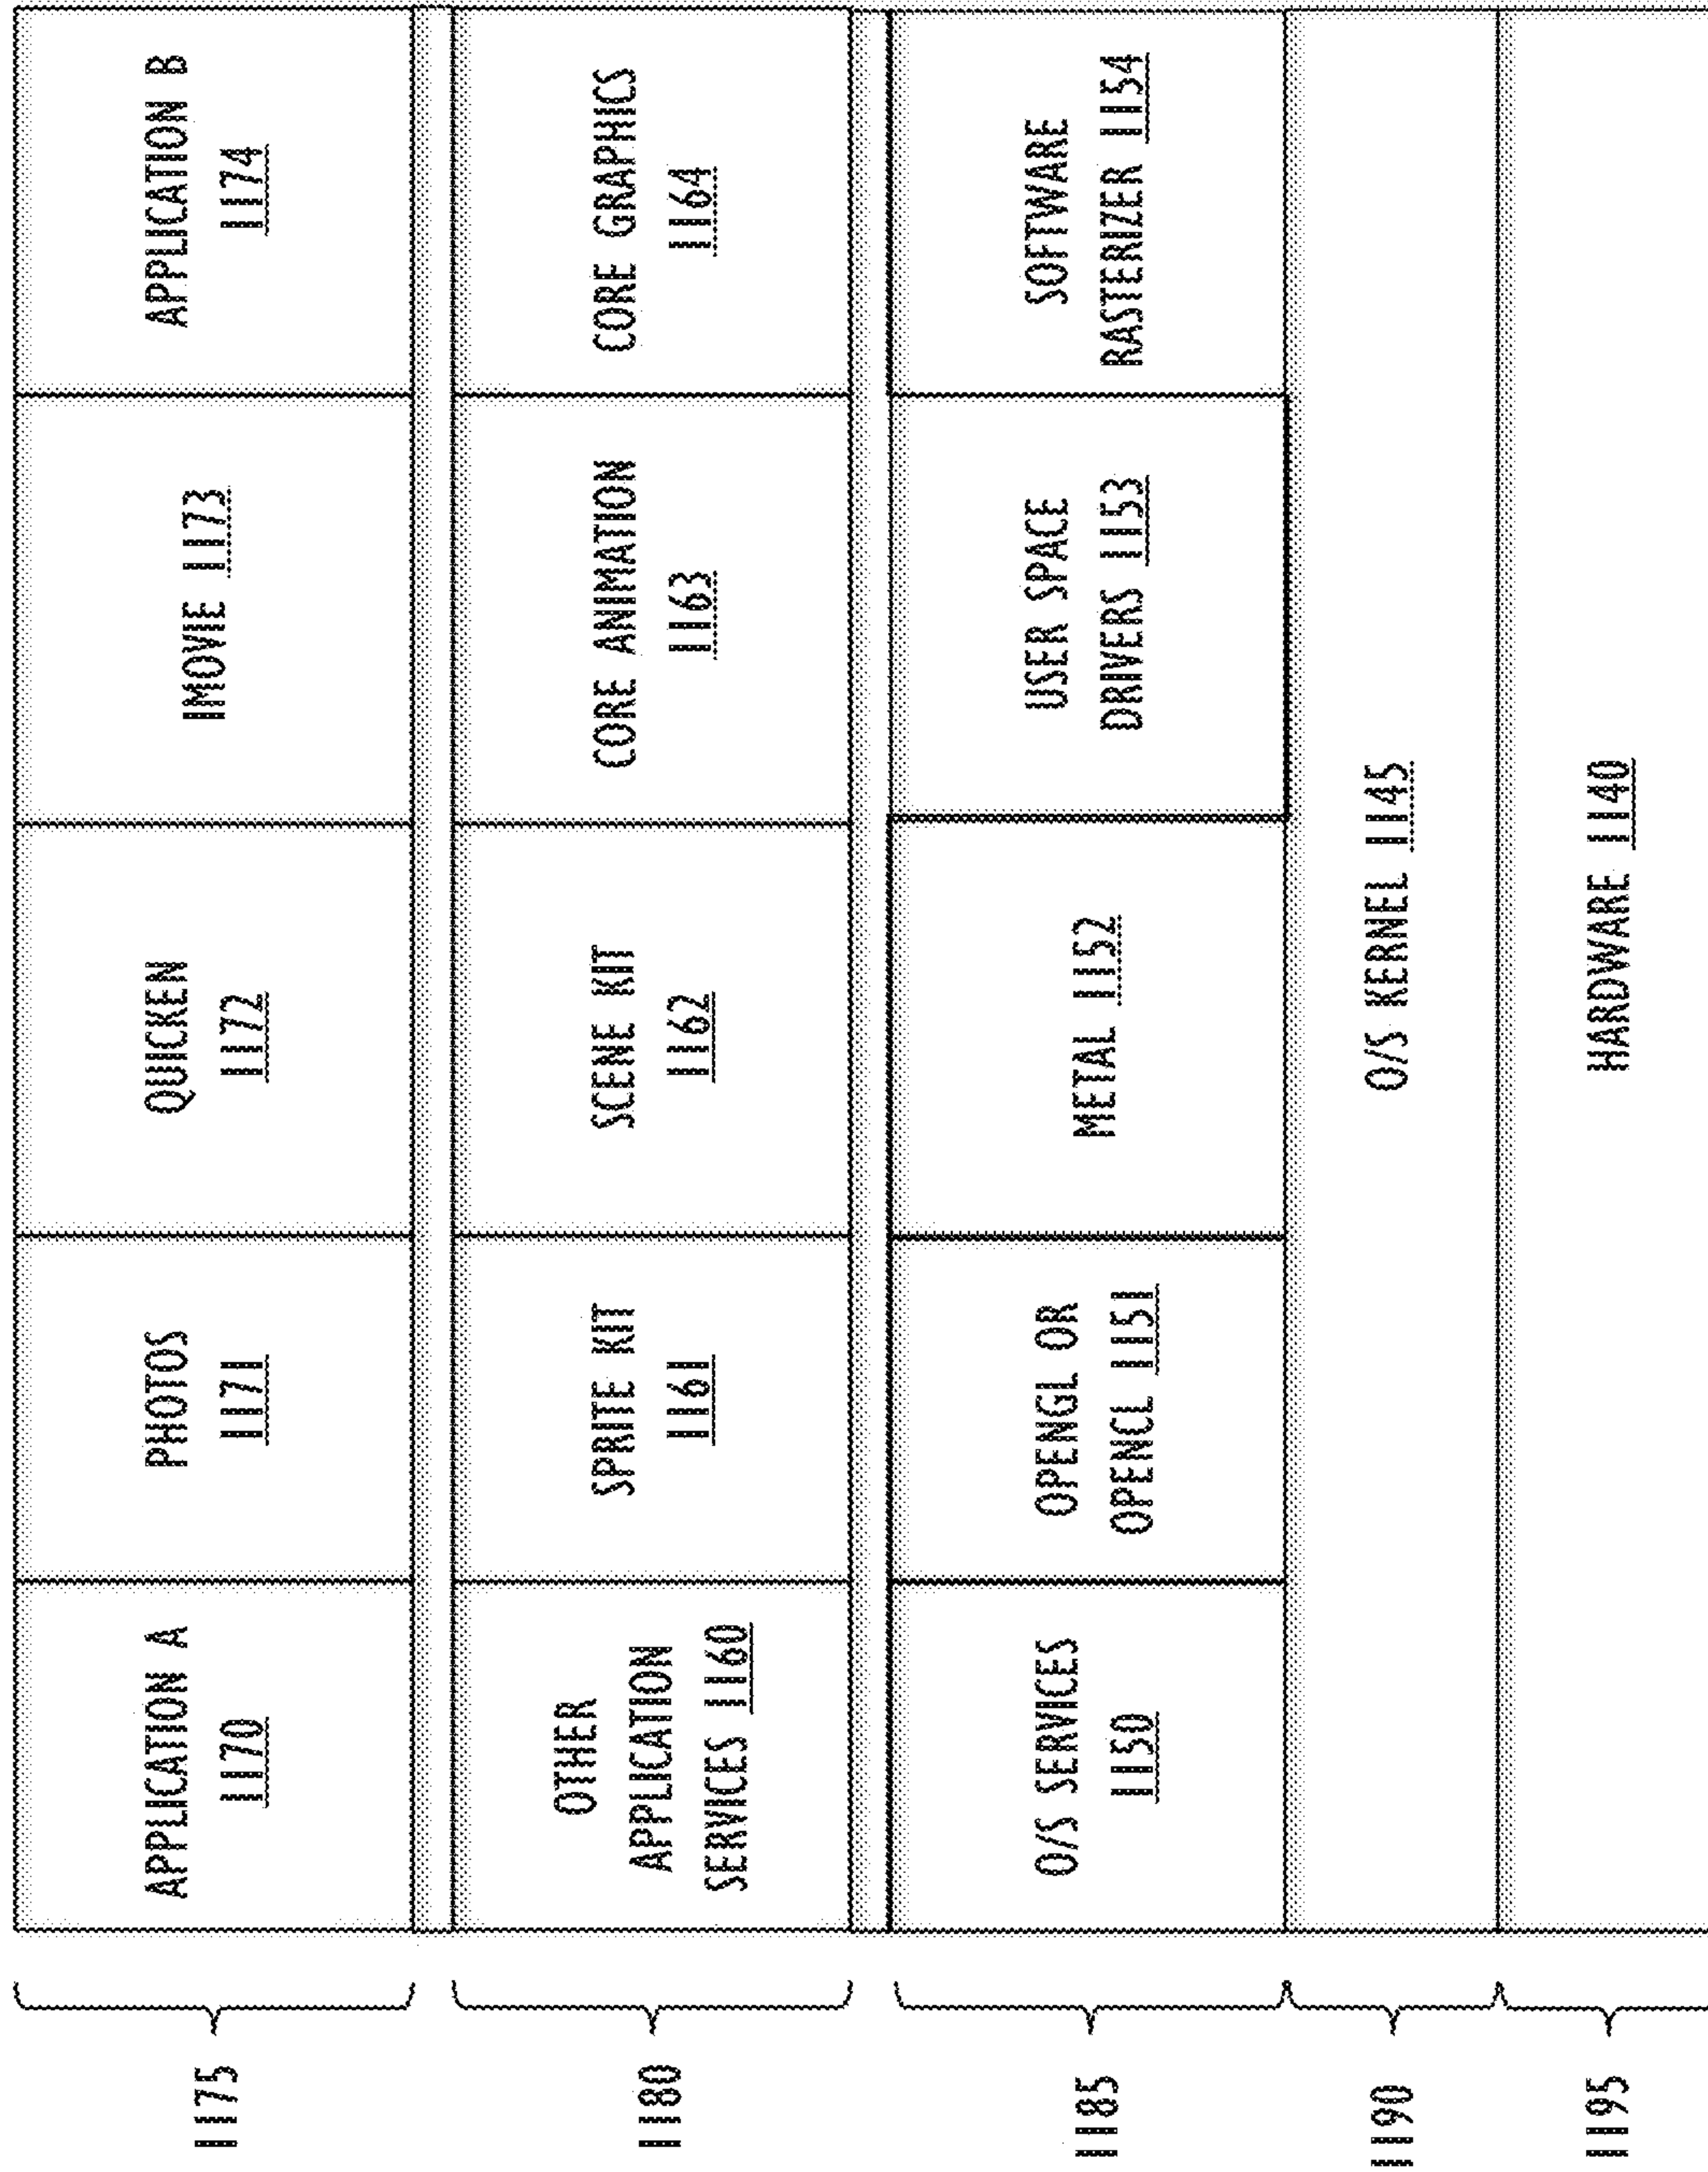 1175
APPLICATION A
1170
PHOTOS
1171
QUICKEN
1172
IMOVIE 1173
APPLICATION B
1174
1180
OTHER
APPLICATION
SERVICES 1160
SPRITE KIT
1161
SCENE KIT
1162
CORE ANIMATION
1163
CORE GRAPHICS
1164
1185
O/S SERVICES
1150
OPENGL OR
OPENCL 1151
METAL 1152
USER SPACE
DRIVERS 1153
SOFTWARE
RASTERIZER 1154
1190
O/S KERNEL 1145
1195
HARDWARE 1140